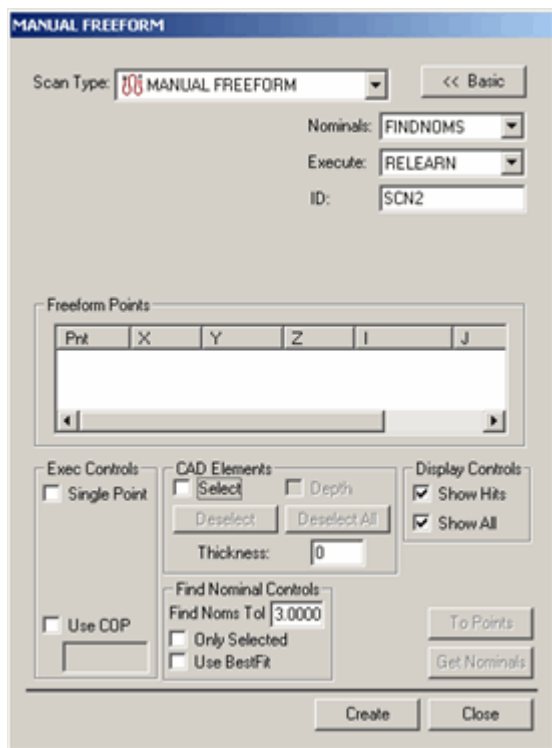 MANUAL FREEFORM
Scan Type: MANUAL FREEFORM << Basic
Nominals: FINDNOMS
Execute: RELEARN
ID: SCN2
Freeform Points
Pnt X Y Z I J
Exec Controls CAD Elements Display Controls
Single Point Select Depth Show Hits
Deselect Deselect All Show All
Thickness: 0
Find Nominal Controls
Find Noms Tol 3.0000
Use COP Only Selected To Points
Use BestFit Get Nominals
Create Close